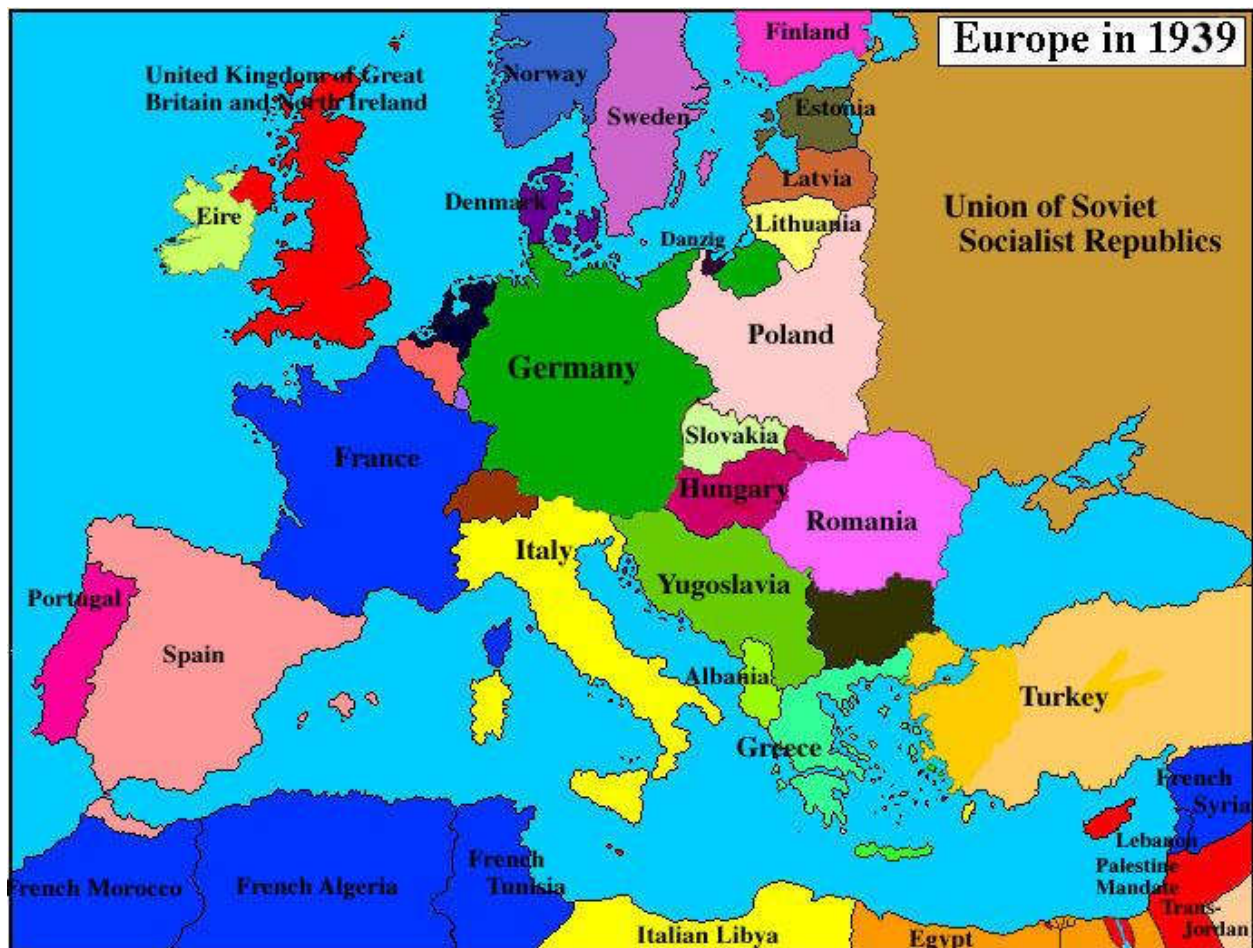 Europe in 1939
Finland
United Kingdom of Great
Britain and North Ireland
Norway
Sweden
Estonia
Latvia
Denmark
Eire
Lithuania
Union of Soviet
Socialist Republics
Danzig
Poland
Germany
Slovakia
France
Hungary
Romania
Italy
Yugoslavia
Portugal
Spain
Albania
Turkey
Greece
French
Syria
Lebanon
Palestine
Mandate
French Morocco
French Algeria
French
Tunisia
Trans-
Jordan
Italian Libya
Egypt